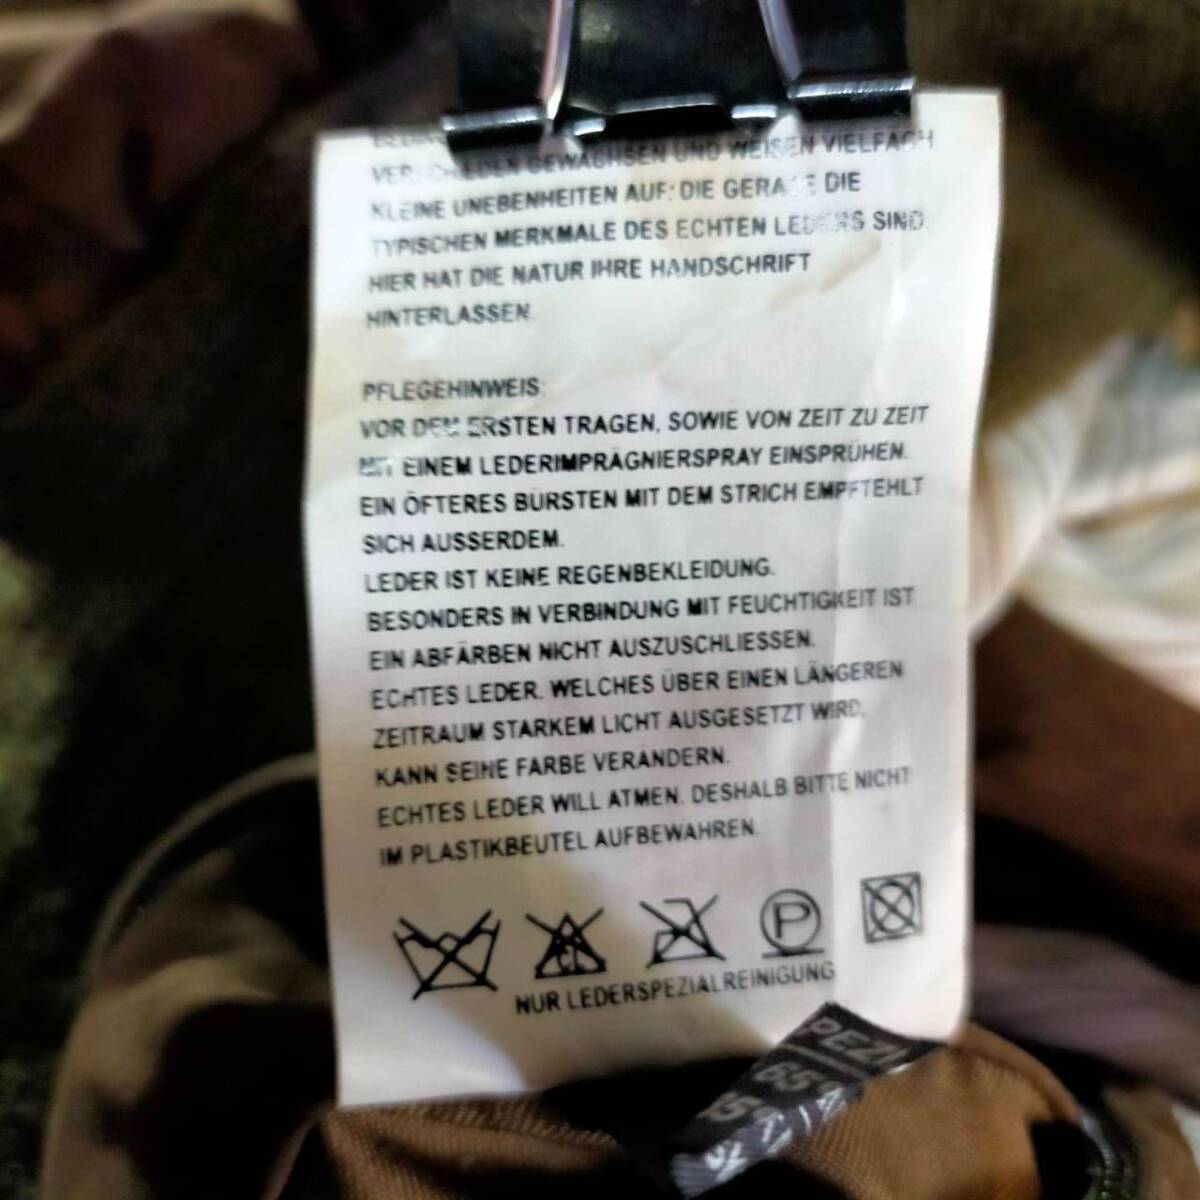 VERSCHIEDEN GEWACHSEN UND WEISEN VIELFACH
KLEINE UNEBENHEITEN AUF: DIE GERADE DIE
TYPISCHEN MERKMALE DES ECHTEN LEDERS SIND.
HIER HAT DIE NATUR IHRE HANDSCHRIFT
HINTERLASSEN.
PFLEGEHINWEIS:
VOR DEM ERSTEN TRAGEN, SOWIE VON ZEIT ZU ZEIT
MIT EINEM LEDERIMPRÄGNIERSPRAY EINSPRÜHEN.
EIN ÖFTERES BÜRSTEN MIT DEM STRICH EMPFTEHLT
SICH AUSSERDEM.
LEDER IST KEINE REGENBEKLEIDUNG.
BESONDERS IN VERBINDUNG MIT FEUCHTIGKEIT IST
EIN ABFÄRBEN NICHT AUSZUSCHLIESSEN.
ECHTES LEDER, WELCHES ÜBER EINEN LÄNGEREN
ZEITRAUM STARKEM LICHT AUSGESETZT WIRD,
KANN SEINE FARBE VERÄNDERN.
ECHTES LEDER WILL ATMEN. DESHALB BITTE NICHT
IM PLASTIKBEUTEL AUFBEWAHREN.
CL P
NUR LEDERSPEZIALREINIGUNG